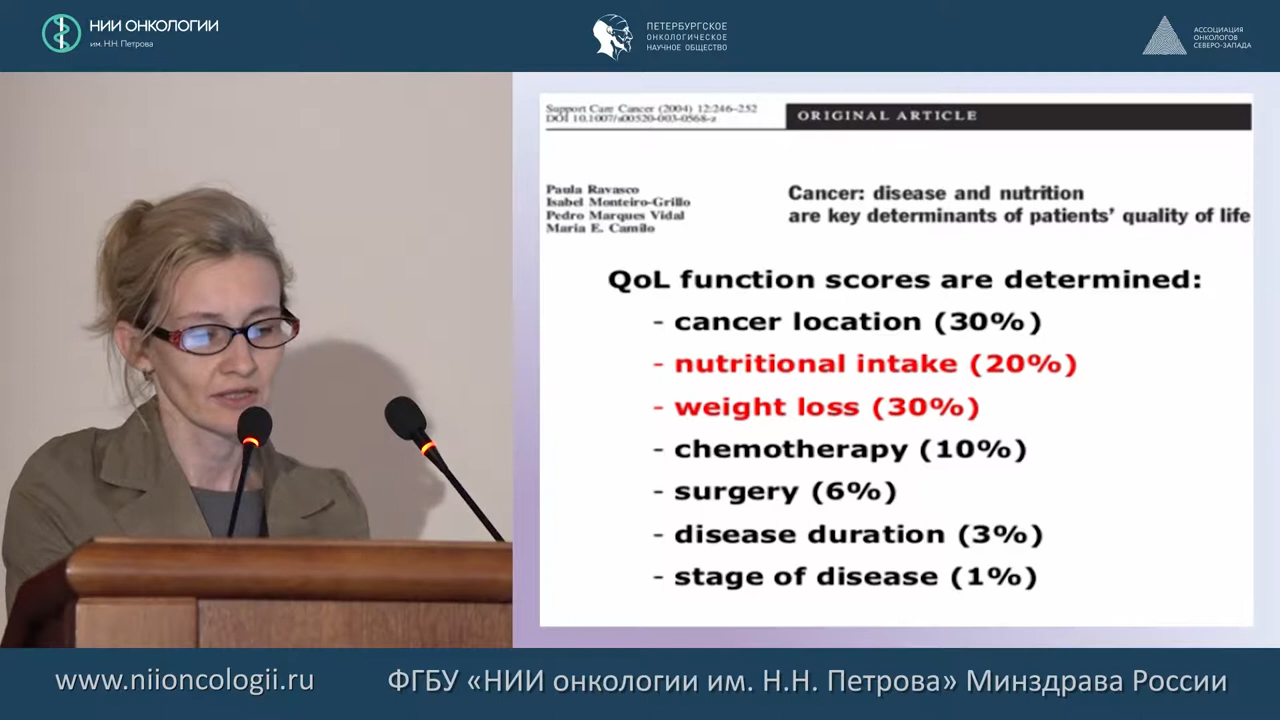 НИИ ОНКОЛОГИИ
им. Н.Н. Петрова
ПЕТЕРБУРГСКОЕ
ОНКОЛОГИЧЕСКОЕ
НАУЧНОЕ ОБЩЕСТВО
АССОЦИАЦИЯ
ОНКОЛОГОВ
СЕВЕРО-ЗАПАДА
Support Care Cancer (2004) 12:246–252
DOI 10.1007/s00520-003-0568-z
ORIGINAL ARTICLE
Paula Ravasco
Isabel Monteiro-Grillo
Pedro Marques Vidal
Maria E. Camilo
Cancer: disease and nutrition
are key determinants of patients’ quality of life
QoL function scores are determined:
- cancer location (30%)
- nutritional intake (20%)
- weight loss (30%)
- chemotherapy (10%)
- surgery (6%)
- disease duration (3%)
- stage of disease (1%)
www.niioncologii.ru
ФГБУ «НИИ онкологии им. Н.Н. Петрова» Минздрава России